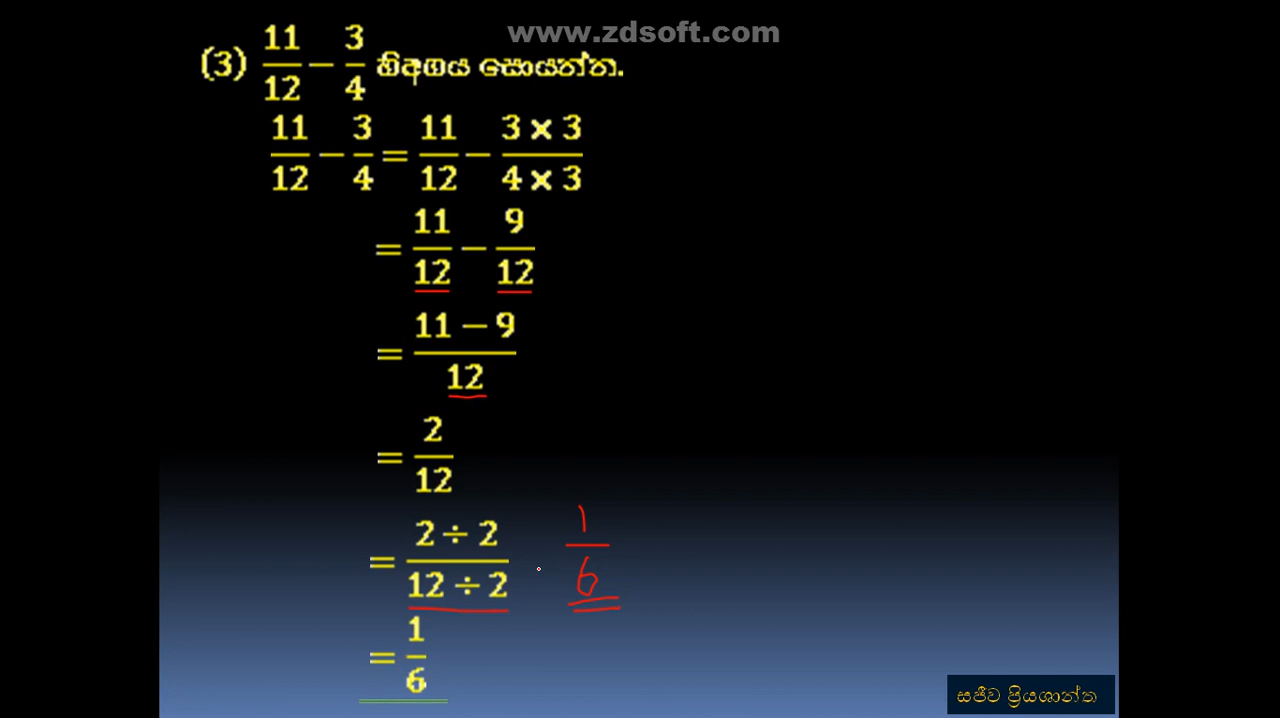 www.zdsoft.com
(3) 11/12 − 3/4 හිඅගය සොයන්න.
11/12 − 3/4 = 11/12 − 3 × 3/4 × 3
= 11/12 − 9/12
= 11 − 9/12
= 2/12
= 2 ÷ 2/12 ÷ 2 1/6
= 1/6
සජීව ප්‍රියශාන්ත